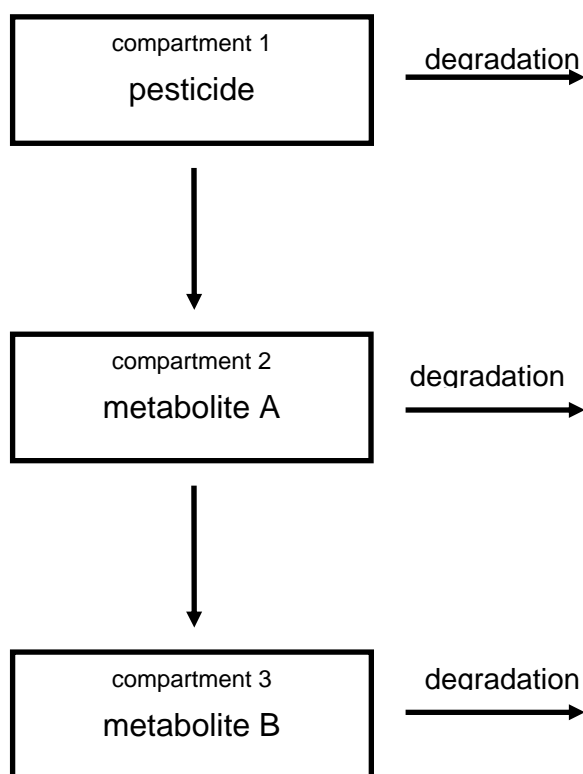 compartment 1
degradation
pesticide
compartment 2
degradation
metabolite A
compartment 3
degradation
metabolite B